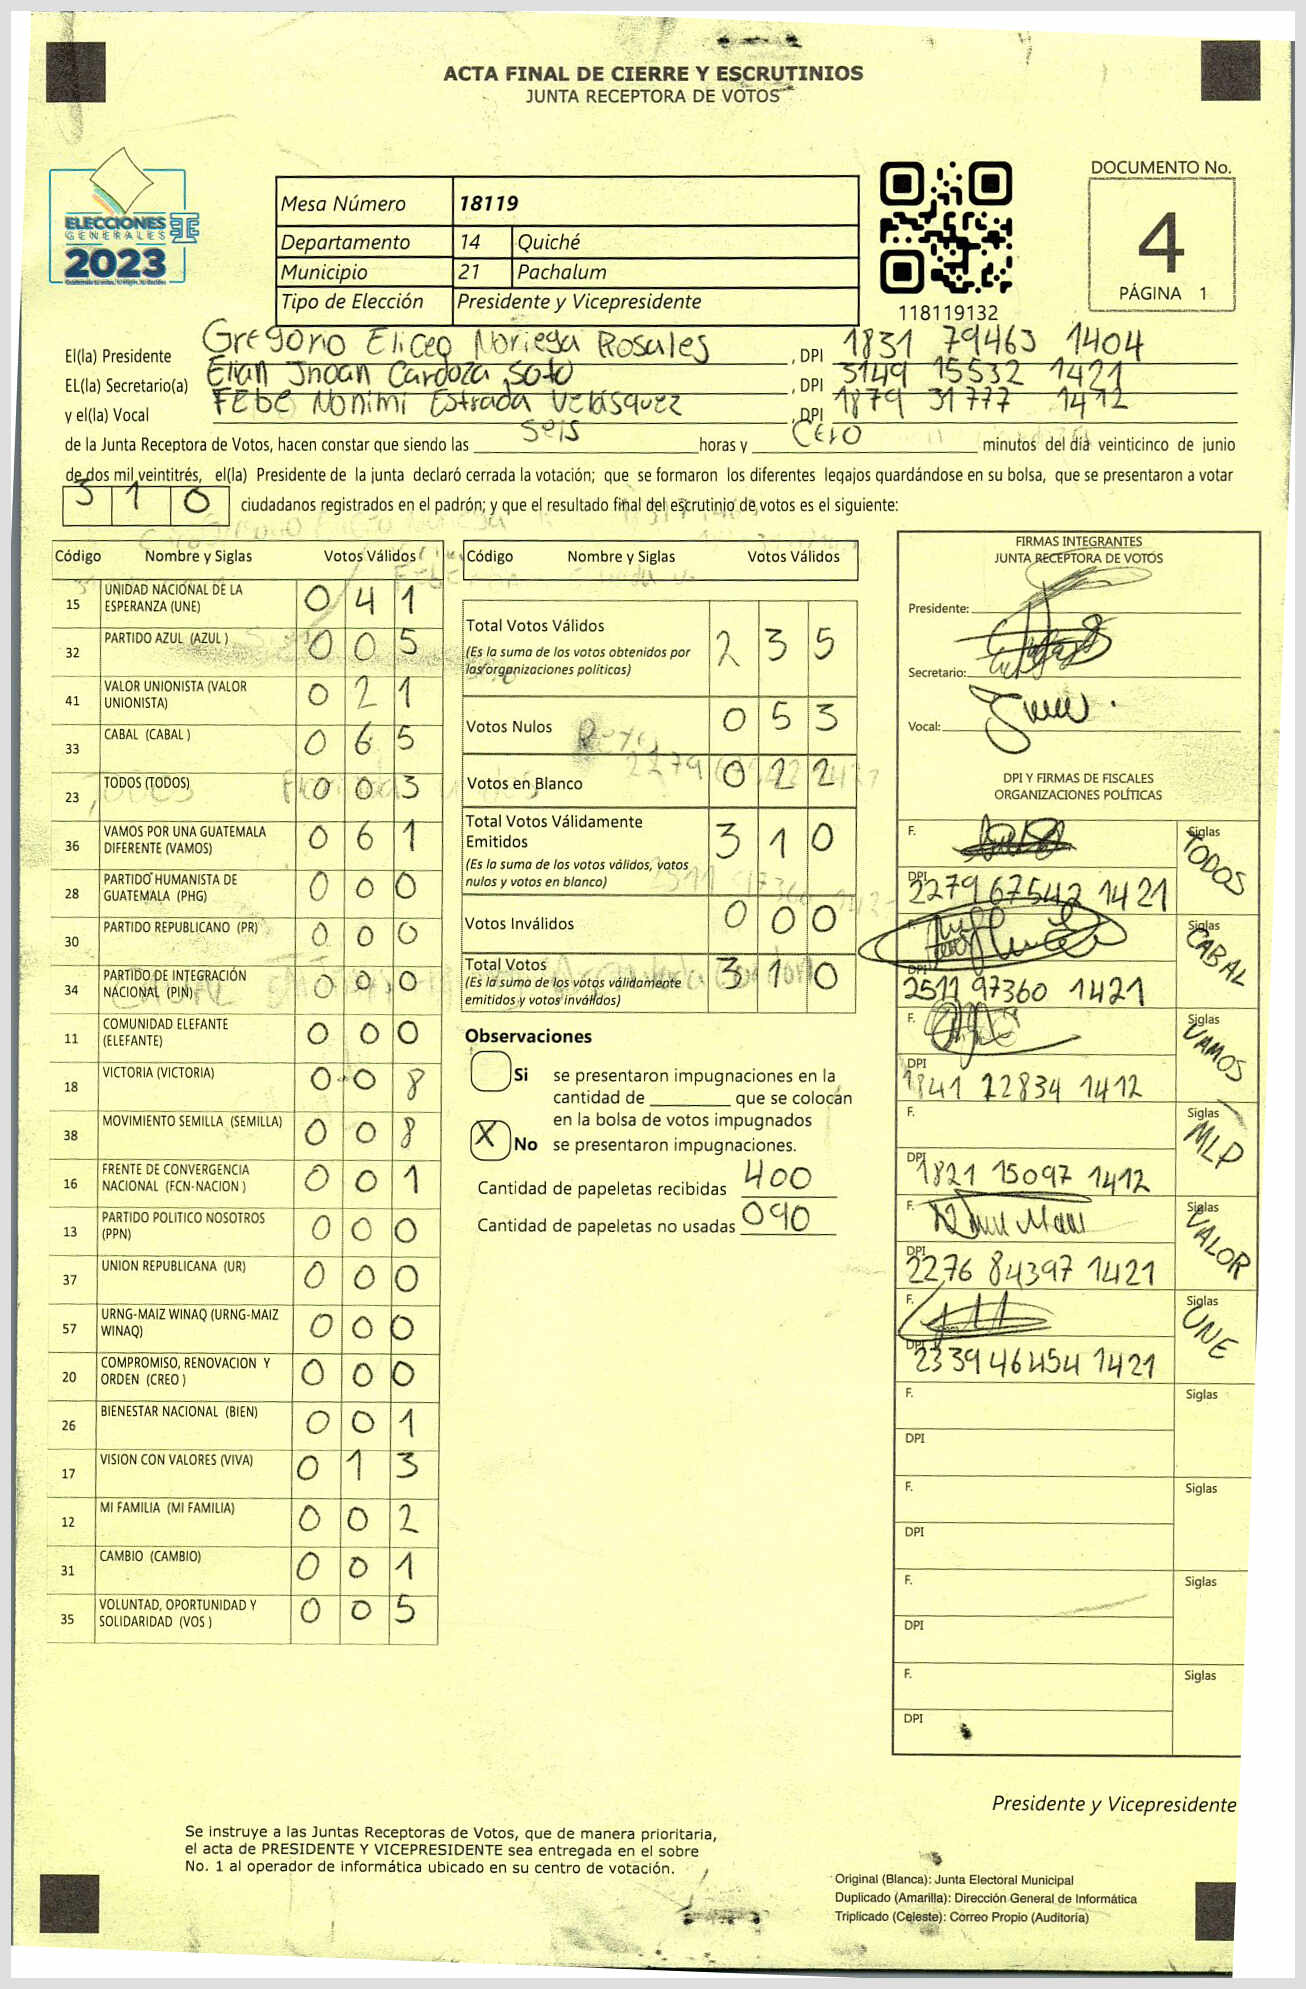 ACTA FINAL DE CIERRE Y ESCRUTINIOS
JUNTA RECEPTORA DE VOTOS
ELECCIONES
GENERALES
2023
Mesa Número 18119
Departamento 14 Quiché
Municipio 21 Pachalum
Tipo de Elección Presidente y Vicepresidente
118119132
DOCUMENTO No.
4
PÁGINA 1
El(la) Presidente Gregorio Eliceo Noriega Rosales , DPI 1831 79463 1404
EL(la) Secretario(a) Elian Jhoan Cardoza Soto , DPI 3149 15532 1421
y el(la) Vocal FEbE Nohimi Estrada Velásquez , DPI 1879 31777 1412
de la Junta Receptora de Votos, hacen constar que siendo las seis horas y cero minutos del día veinticinco de junio
de dos mil veintitrés, el(la) Presidente de la junta declaró cerrada la votación; que se formaron los diferentes legajos guardándose en su bolsa, que se presentaron a votar
310 ciudadanos registrados en el padrón; y que el resultado final del escrutinio de votos es el siguiente:
Código Nombre y Siglas Votos Válidos
15 UNIDAD NACIONAL DE LA ESPERANZA (UNE) 0 4 1
32 PARTIDO AZUL (AZUL ) 0 0 5
41 VALOR UNIONISTA (VALOR UNIONISTA) 0 2 1
33 CABAL (CABAL ) 0 6 5
23 TODOS (TODOS) 0 0 3
36 VAMOS POR UNA GUATEMALA DIFERENTE (VAMOS) 0 6 1
28 PARTIDO HUMANISTA DE GUATEMALA (PHG) 0 0 0
30 PARTIDO REPUBLICANO (PR) 0 0 0
34 PARTIDO DE INTEGRACIÓN NACIONAL (PIN) 0 0 0
11 COMUNIDAD ELEFANTE (ELEFANTE) 0 0 0
18 VICTORIA (VICTORIA) 0 0 8
38 MOVIMIENTO SEMILLA (SEMILLA) 0 0 8
16 FRENTE DE CONVERGENCIA NACIONAL (FCN-NACION ) 0 0 1
13 PARTIDO POLITICO NOSOTROS (PPN) 0 0 0
37 UNION REPUBLICANA (UR) 0 0 0
57 URNG-MAIZ WINAQ (URNG-MAIZ WINAQ) 0 0 0
20 COMPROMISO, RENOVACION Y ORDEN (CREO ) 0 0 0
26 BIENESTAR NACIONAL (BIEN) 0 0 1
17 VISION CON VALORES (VIVA) 0 1 3
12 MI FAMILIA (MI FAMILIA) 0 0 2
31 CAMBIO (CAMBIO) 0 0 1
35 VOLUNTAD, OPORTUNIDAD Y SOLIDARIDAD (VOS ) 0 0 5
Código Nombre y Siglas Votos Válidos
Total Votos Válidos 2 3 5
(Es la suma de los votos obtenidos por
las organizaciones políticas)
Votos Nulos 0 5 3
Votos en Blanco 0 2 2
Total Votos Válidamente
Emitidos 3 1 0
(Es la suma de los votos válidos, votos
nulos y votos en blanco)
Votos Inválidos 0 0 0
Total Votos 3 1 0
(Es la suma de los votos válidamente
emitidos y votos inválidos)
Observaciones
Si se presentaron impugnaciones en la
cantidad de ________ que se colocan
en la bolsa de votos impugnados
X No se presentaron impugnaciones.
Cantidad de papeletas recibidas 400
Cantidad de papeletas no usadas 090
FIRMAS INTEGRANTES
JUNTA RECEPTORA DE VOTOS
Presidente:
Secretario:
Vocal:
DPI Y FIRMAS DE FISCALES
ORGANIZACIONES POLÍTICAS
F. Siglas TODOS
DPI 2279 67542 1421
F. Siglas CABAL
DPI 2511 97360 1421
F. Siglas VAMOS
DPI 1841 22834 1412
F. Siglas MLP
DPI 1821 15097 1412
F. Siglas VALOR
DPI 2276 84397 1421
F. Siglas UNE
DPI 2339 46454 1421
F. Siglas
DPI
F. Siglas
DPI
F. Siglas
DPI
F. Siglas
DPI
Presidente y Vicepresidente
Se instruye a las Juntas Receptoras de Votos, que de manera prioritaria,
el acta de PRESIDENTE Y VICEPRESIDENTE sea entregada en el sobre
No. 1 al operador de informática ubicado en su centro de votación.
Original (Blanca): Junta Electoral Municipal
Duplicado (Amarilla): Dirección General de Informática
Triplicado (Celeste): Correo Propio (Auditoría)